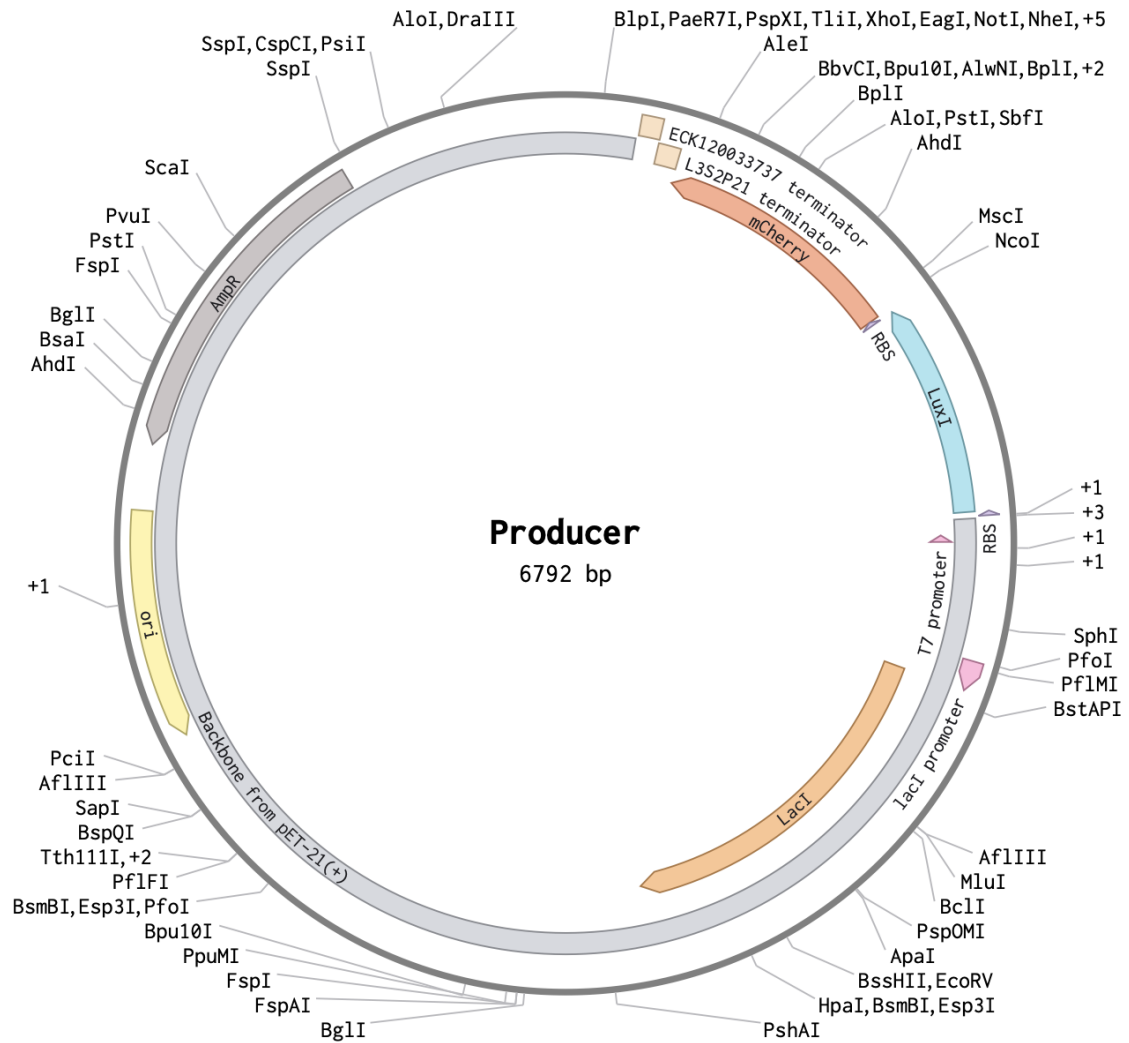 AloI,DraIII
BlpI,PaeR7I,PspXI,TliI,XhoI,EagI,NotI,NheI,+5
SspI,CspCI,PsiI
AleI
SspI
BbvCI,Bpu10I,AlwNI,BplI,+2
BplI
AloI,PstI,SbfI
AhdI
ECK120033737 terminator
L3S2P21 terminator
mCherry
ScaI
PvuI
PstI
FspI
MscI
NcoI
AmpR
BglI
BsaI
AhdI
RBS
LuxI
+1
+3
+1
+1
RBS
Producer
6792 bp
T7 promoter
+1
ori
SphI
PfoI
PflMI
BstAPI
lacI promoter
LacI
Backbone from pET-21(+)
PciI
AflIII
SapI
BspQI
Tth111I,+2
PflFI
BsmBI,Esp3I,PfoI
Bpu10I
PpuMI
FspI
FspAI
BglI
AflIII
MluI
BclI
PspOMI
ApaI
BssHII,EcoRV
HpaI,BsmBI,Esp3I
PshAI